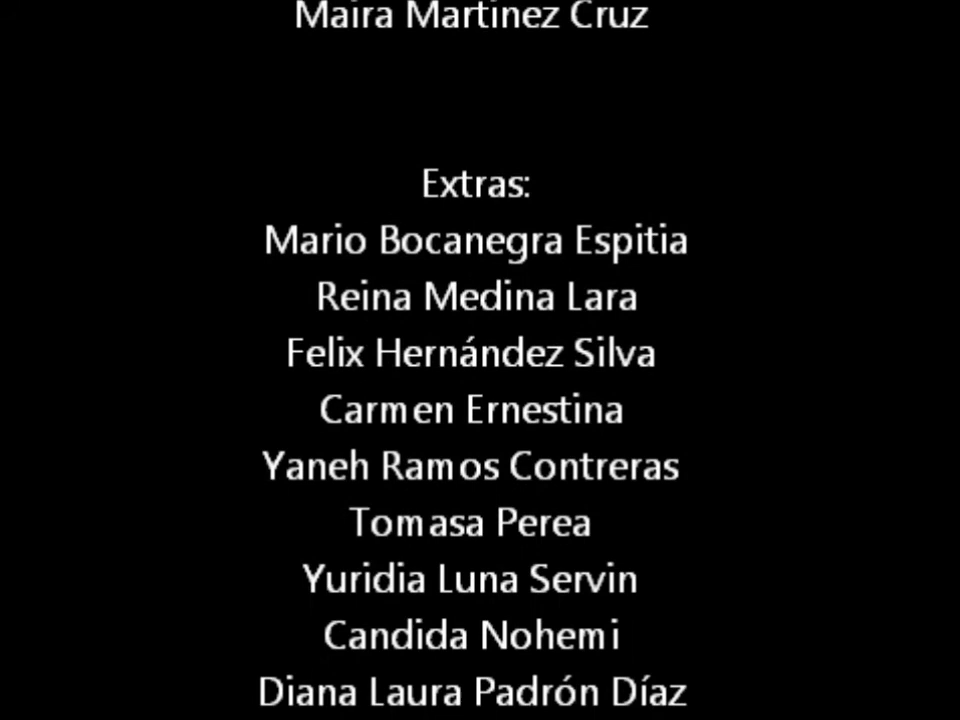 Maira Martínez Cruz
Extras:
Mario Bocanegra Espitia
Reina Medina Lara
Felix Hernández Silva
Carmen Ernestina
Yaneh Ramos Contreras
Tomasa Perea
Yuridia Luna Servin
Candida Nohemi
Diana Laura Padrón Díaz